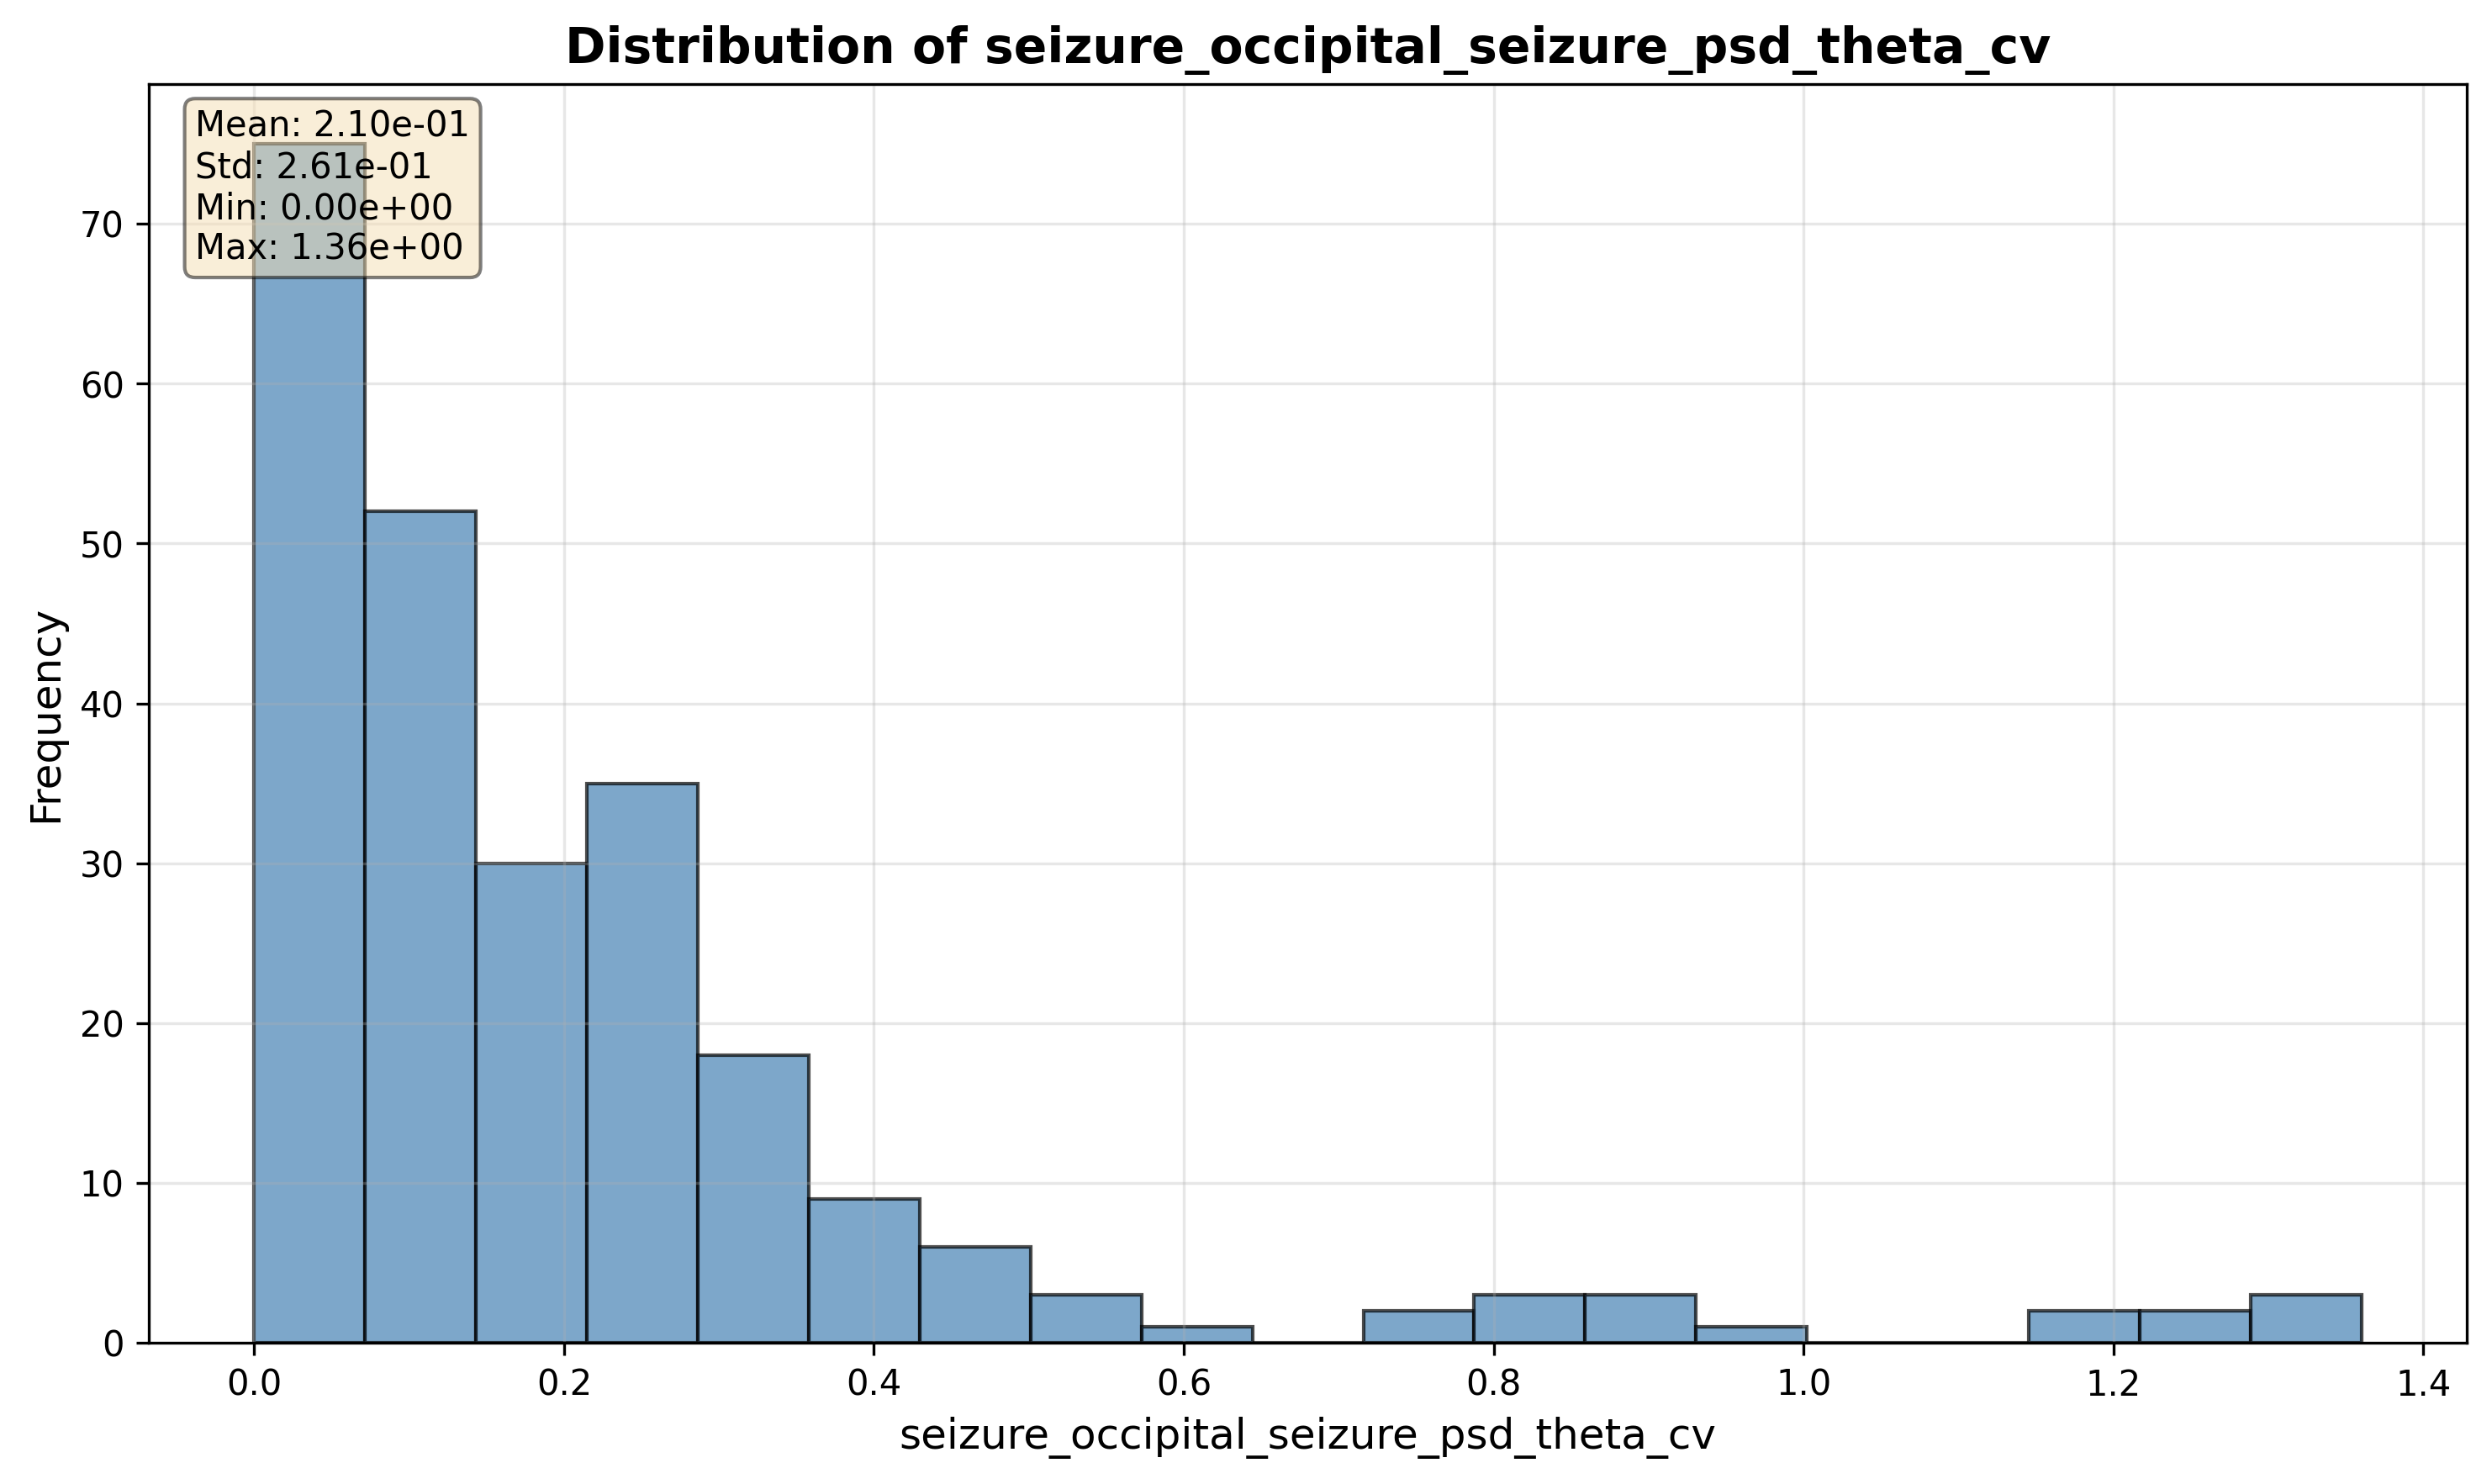 Distribution of seizure_occipital_seizure_psd_theta_cv
Mean: 2.10e-01
Std: 2.61e-01
Min: 0.00e+00
Max: 1.36e+00
Frequency
70
60
50
40
30
20
10
0
0.0 0.2 0.4 0.6 0.8 1.0 1.2 1.4
seizure_occipital_seizure_psd_theta_cv